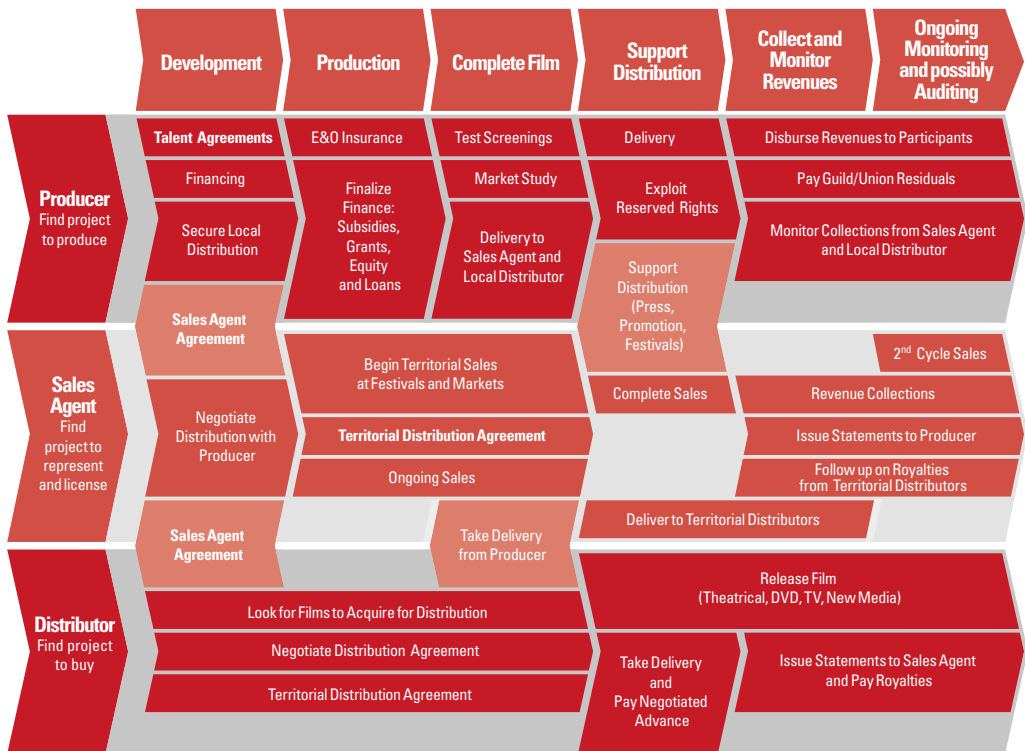 Development
Production
Complete Film
Support
Distribution
Collect and
Monitor
Revenues
Ongoing
Monitoring
and possibly
Auditing
Producer
Find project
to produce
Talent Agreements
Financing
Secure Local
Distribution
Sales Agent
Agreement
E&O Insurance
Finalize
Finance:
Subsidies,
Grants,
Equity
and Loans
Test Screenings
Market Study
Delivery to
Sales Agent and
Local Distributor
Delivery
Exploit
Reserved Rights
Support
Distribution
(Press,
Promotion,
Festivals)
Disburse Revenues to Participants
Pay Guild/Union Residuals
Monitor Collections from Sales Agent
and Local Distributor
Sales
Agent
Find
project to
represent
and license
Negotiate
Distribution with
Producer
Sales Agent
Agreement
Begin Territorial Sales
at Festivals and Markets
Territorial Distribution Agreement
Ongoing Sales
Take Delivery
from Producer
Complete Sales
Deliver to Territorial Distributors
2nd Cycle Sales
Revenue Collections
Issue Statements to Producer
Follow up on Royalties
from Territorial Distributors
Distributor
Find project
to buy
Look for Films to Acquire for Distribution
Negotiate Distribution Agreement
Territorial Distribution Agreement
Release Film
(Theatrical, DVD, TV, New Media)
Take Delivery
and
Pay Negotiated
Advance
Issue Statements to Sales Agent
and Pay Royalties